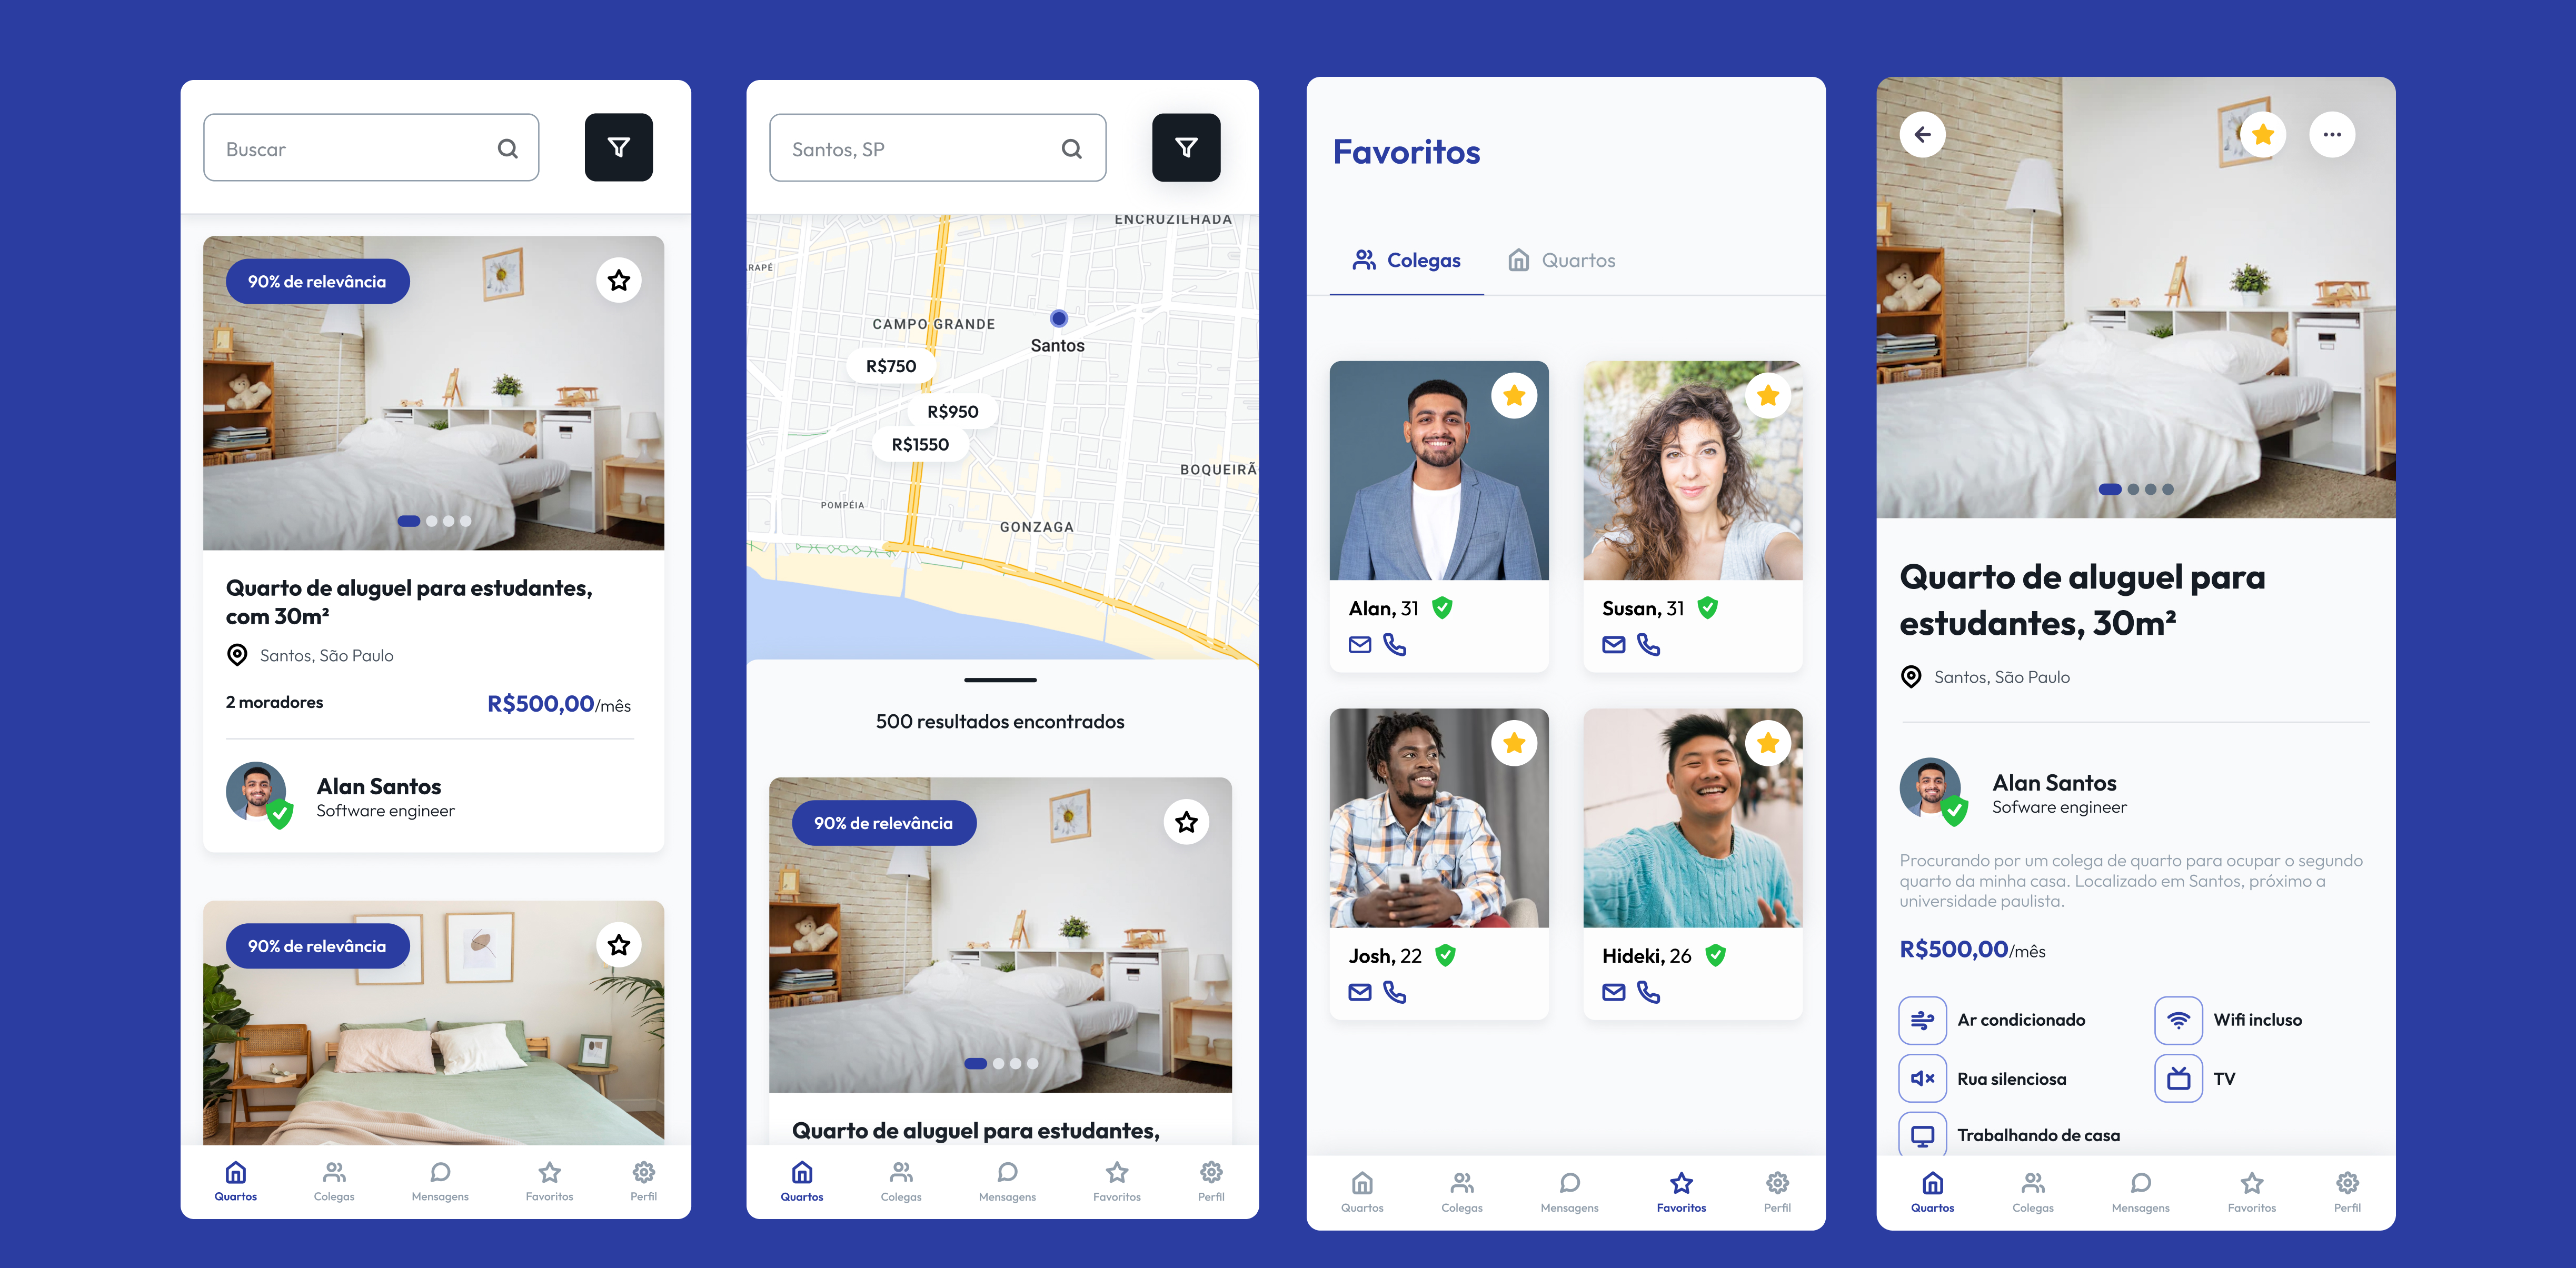 Buscar
90% de relevância
Quarto de aluguel para estudantes,
com 30m²
Santos, São Paulo
2 moradores
R$500,00/mês
Alan Santos
Software engineer
90% de relevância
Quartos
Colegas
Mensagens
Favoritos
Perfil
Santos, SP
ENCRUZILHADA
RAPÉ
CAMPO GRANDE
Santos
R$750
R$950
R$1550
BOQUEIRÃ
POMPÉIA
GONZAGA
500 resultados encontrados
90% de relevância
Quarto de aluguel para estudantes,
Quartos
Colegas
Mensagens
Favoritos
Perfil
Favoritos
Colegas
Quartos
Alan, 31
Susan, 31
Josh, 22
Hideki, 26
Quartos
Colegas
Mensagens
Favoritos
Perfil
Quarto de aluguel para
estudantes, 30m²
Santos, São Paulo
Alan Santos
Sofware engineer
Procurando por um colega de quarto para ocupar o segundo
quarto da minha casa. Localizado em Santos, próximo a
universidade paulista.
R$500,00/mês
Ar condicionado
Wifi incluso
Rua silenciosa
TV
Trabalhando de casa
Quartos
Colegas
Mensagens
Favoritos
Perfil